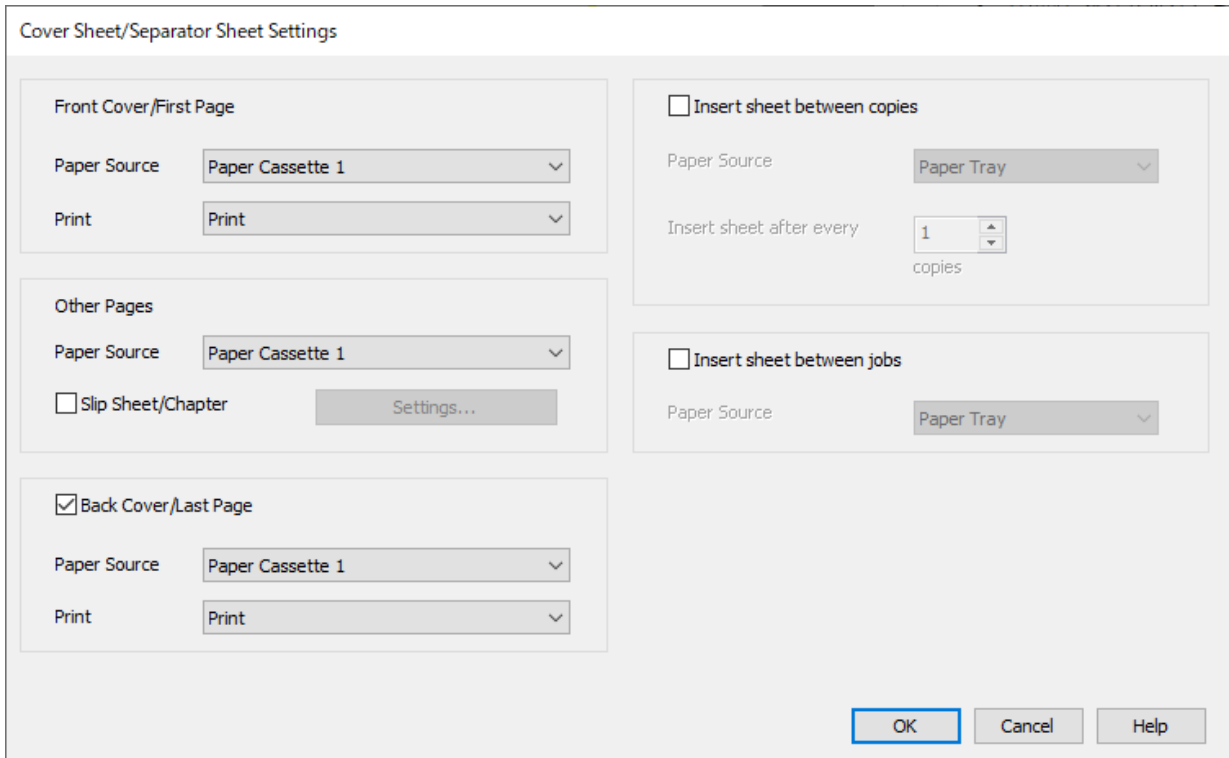 Cover Sheet/Separator Sheet Settings
Front Cover/First Page
Paper Source Paper Cassette 1
Print Print
Other Pages
Paper Source Paper Cassette 1
Slip Sheet/Chapter Settings...
Back Cover/Last Page
Paper Source Paper Cassette 1
Print Print
Insert sheet between copies
Paper Source Paper Tray
Insert sheet after every 1
copies
Insert sheet between jobs
Paper Source Paper Tray
OK Cancel Help